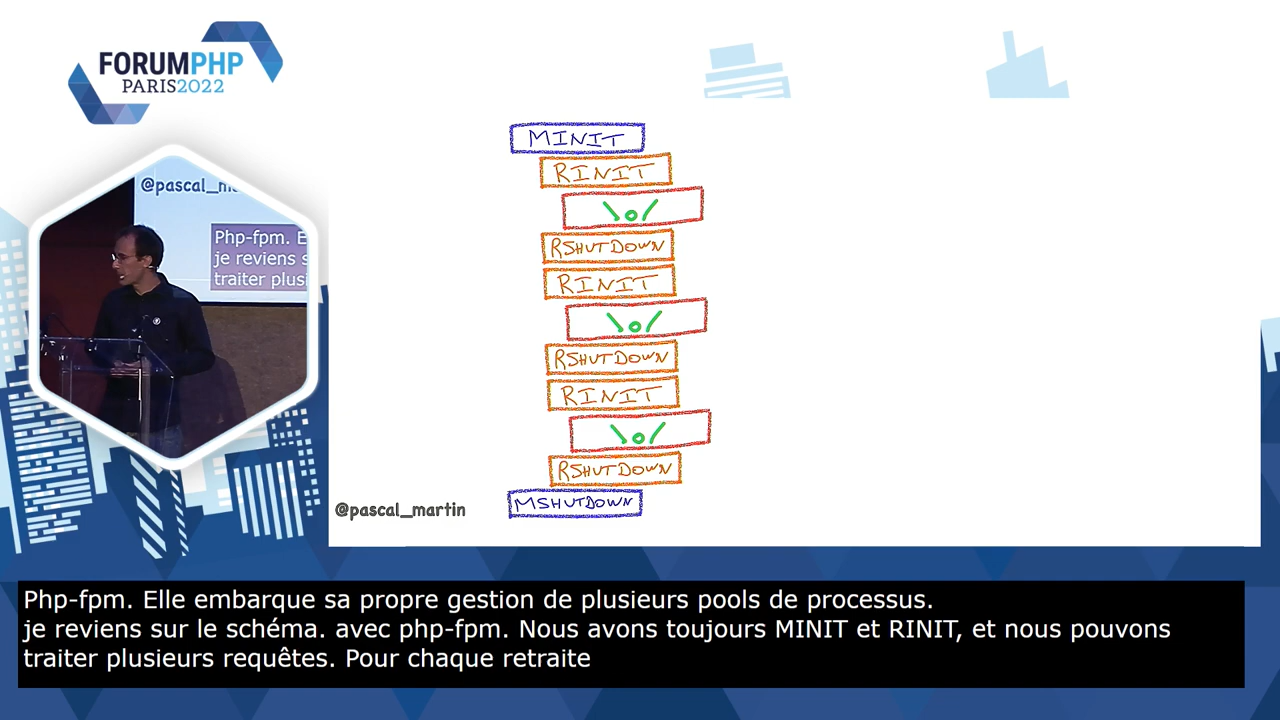 FORUMPHP
PARIS2022
@pascal_m
Php-fpm. E
je reviens s
traiter plus
MINIT
RINIT
\o/
RSHUTDOWN
RINIT
\o/
RSHUTDOWN
RINIT
\o/
RSHUTDOWN
MSHUTDOWN
@pascal_martin
Php-fpm. Elle embarque sa propre gestion de plusieurs pools de processus.
je reviens sur le schéma. avec php-fpm. Nous avons toujours MINIT et RINIT, et nous pouvons
traiter plusieurs requêtes. Pour chaque retraite